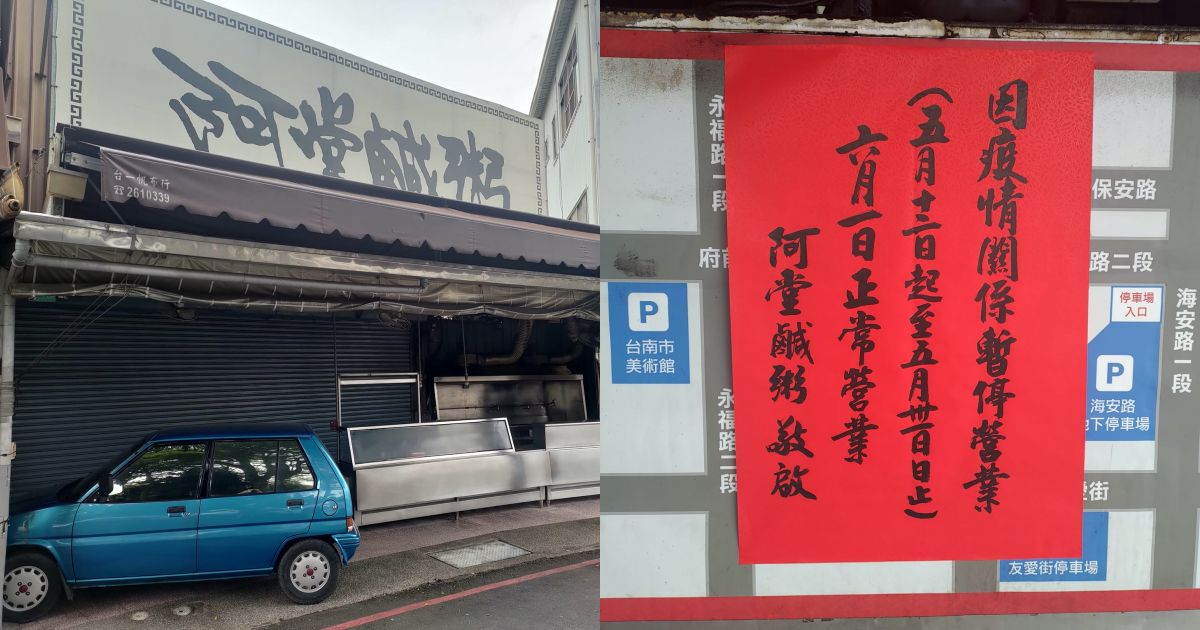 阿堂鹹粥
台一帆布行
☎2610339
因疫情關係暫停營業
(五月十二日起至五月卅一日止)
六月一日正常營業
阿堂鹹粥 敬啟
永福路一段
府前
P
台南市
美術館
永福路二段
保安路
路二段
停車場
入口
P
海安路
地下停車場
海安路一段
愛街
友愛街停車場